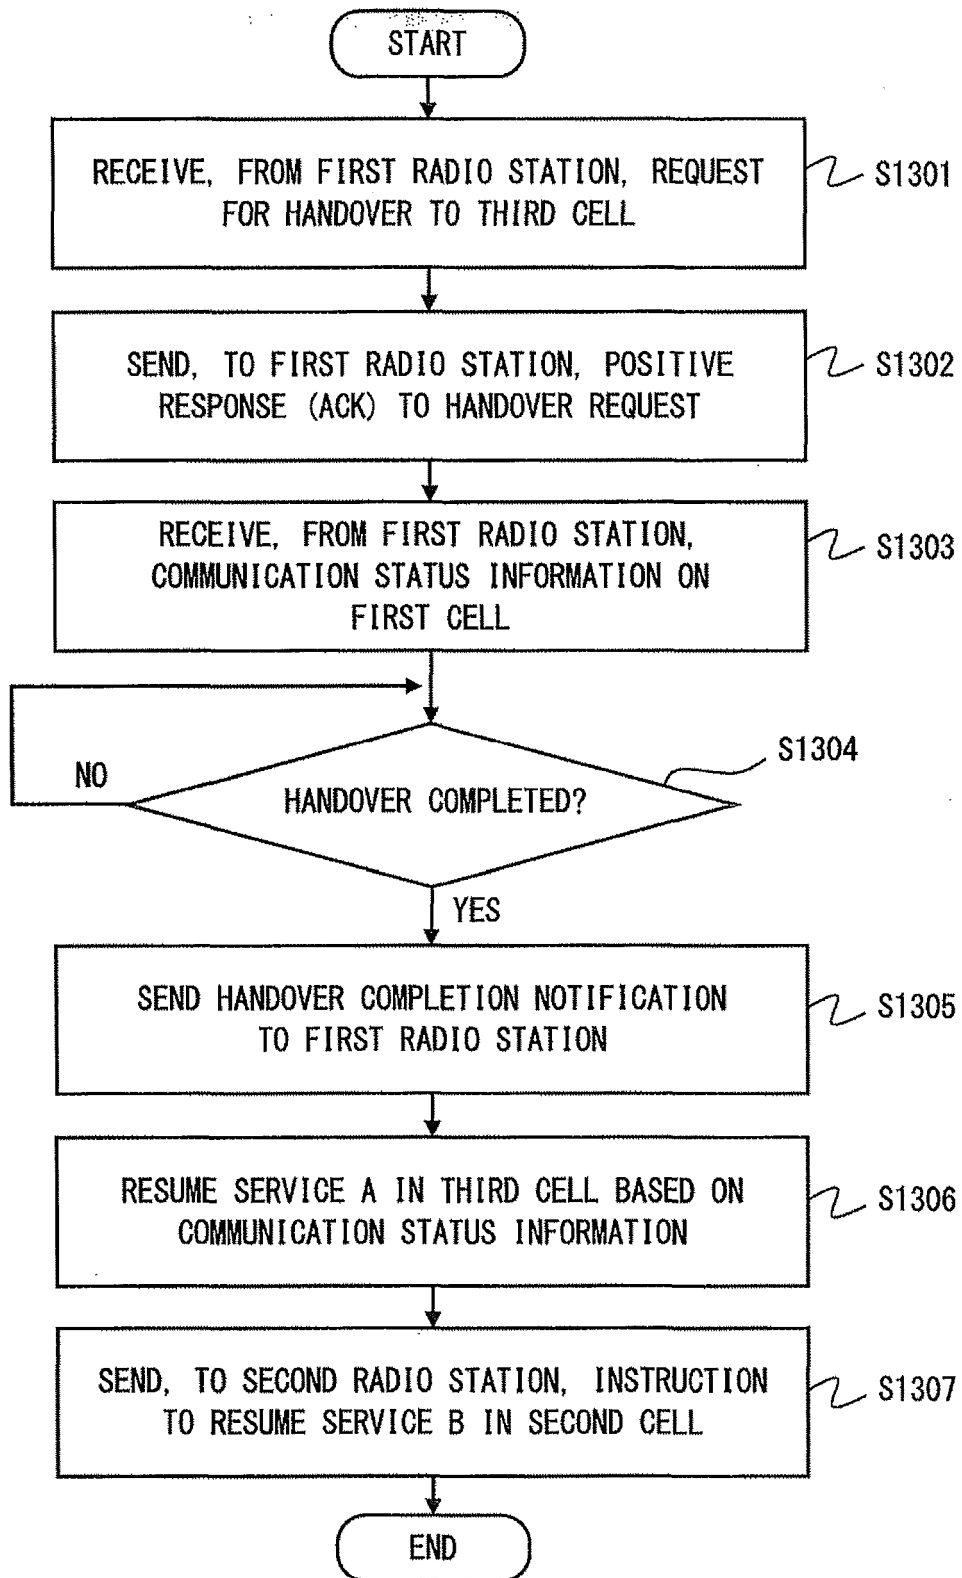 START
RECEIVE, FROM FIRST RADIO STATION, REQUEST
FOR HANDOVER TO THIRD CELL
S1301
SEND, TO FIRST RADIO STATION, POSITIVE
RESPONSE (ACK) TO HANDOVER REQUEST
S1302
RECEIVE, FROM FIRST RADIO STATION,
COMMUNICATION STATUS INFORMATION ON
FIRST CELL
S1303
HANDOVER COMPLETED?
S1304
NO
YES
SEND HANDOVER COMPLETION NOTIFICATION
TO FIRST RADIO STATION
S1305
RESUME SERVICE A IN THIRD CELL BASED ON
COMMUNICATION STATUS INFORMATION
S1306
SEND, TO SECOND RADIO STATION, INSTRUCTION
TO RESUME SERVICE B IN SECOND CELL
S1307
END